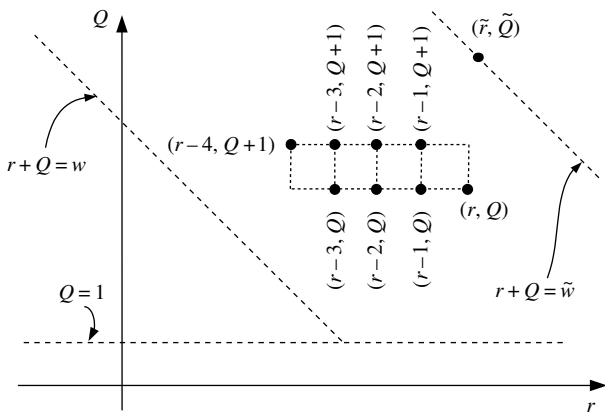 Q
(r̃, Q̃)
(r−3, Q+1)
(r−2, Q+1)
(r−1, Q+1)
(r−4, Q+1)
r+Q=w
(r, Q)
(r−3, Q)
(r−2, Q)
(r−1, Q)
Q=1
r+Q=w̃
r